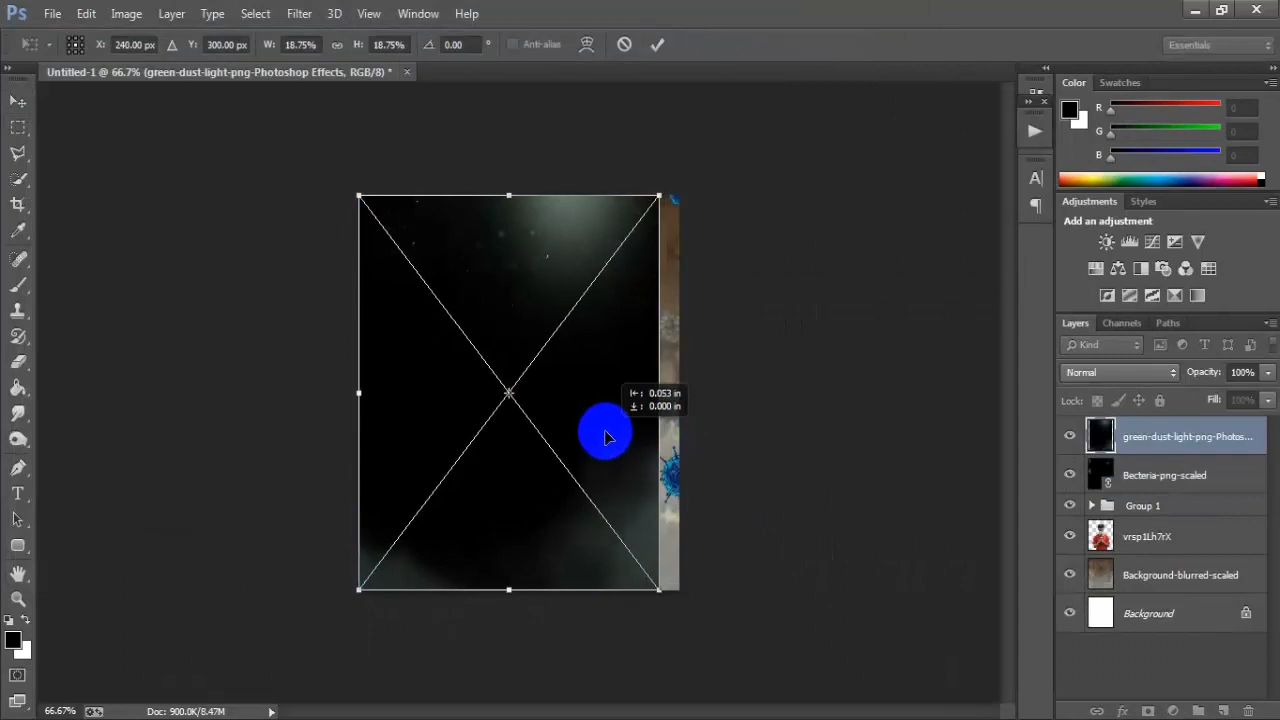 Ps File Edit Image Layer Type Select Filter 3D View Window Help
X: 240.00 px Y: 300.00 px W: 18.75% H: 18.75% 0.00 ° Anti-alias Essentials
Untitled-1 @ 66.7% (green-dust-light-png-Photoshop Effects, RGB/8) * ×
Color Swatches
R 0
G 0
B 0
Adjustments Styles
Add an adjustment
Layers Channels Paths
Kind
Normal Opacity: 100%
Lock: Fill: 100%
green-dust-light-png-Photos...
Becteria-png-scaled
Group 1
vrsp1Lh7rX
Background-blurred-scaled
Background
0.053 in
0.000 in
66.67% Doc: 900.0K/8.47M